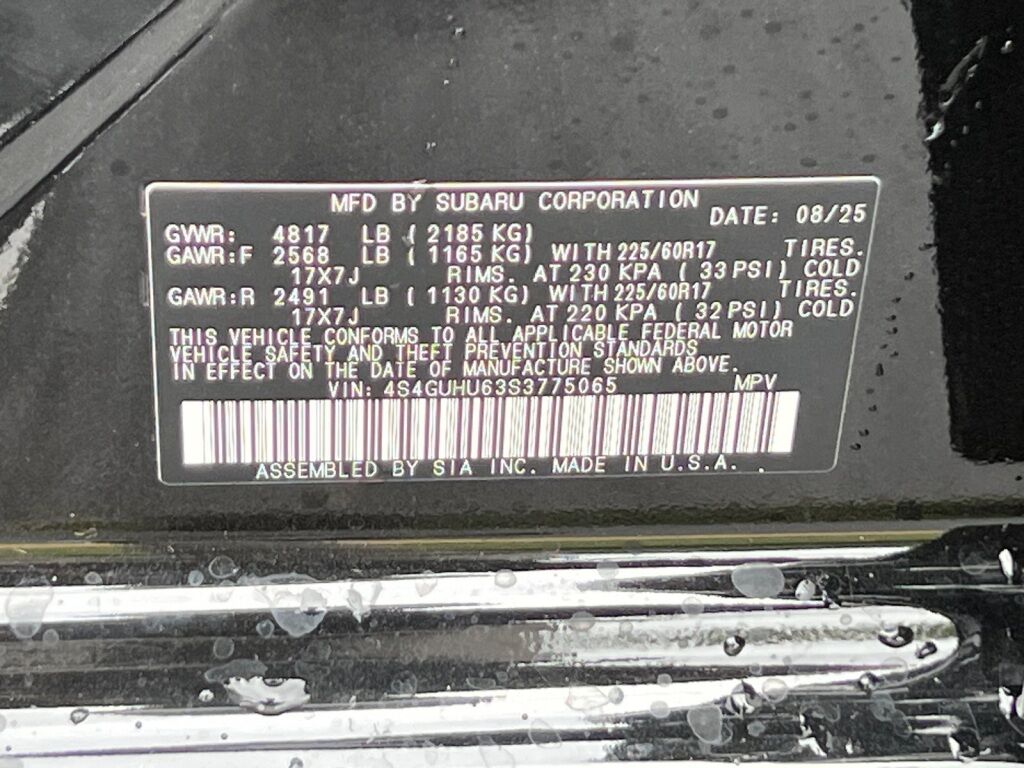 MFD BY SUBARU CORPORATION DATE: 08/25
GVWR: 4817 LB ( 2185 KG)
GAWR:F 2568 LB ( 1165 KG) WITH 225/60R17 TIRES.
17X7J RIMS. AT 230 KPA ( 33 PSI) COLD
GAWR:R 2491 LB ( 1130 KG) WITH 225/60R17 TIRES.
17X7J RIMS. AT 220 KPA ( 32 PSI) COLD
THIS VEHICLE CONFORMS TO ALL APPLICABLE FEDERAL MOTOR
VEHICLE SAFETY AND THEFT PREVENTION STANDARDS
IN EFFECT ON THE DATE OF MANUFACTURE SHOWN ABOVE.
VIN: 4S4GUHU63S3775065 MPV
ASSEMBLED BY SIA INC. MADE IN U.S.A. .